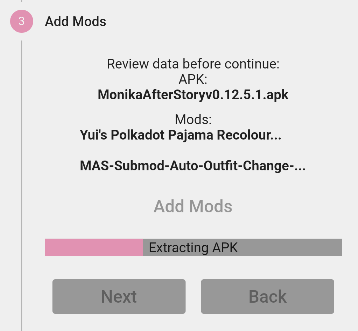 3 Add Mods
Review data before continue:
APK:
MonikaAfterStoryv0.12.5.1.apk
Mods:
Yui's Polkadot Pajama Recolour...
MAS-Submod-Auto-Outfit-Change-...
Add Mods
Extracting APK
Next Back